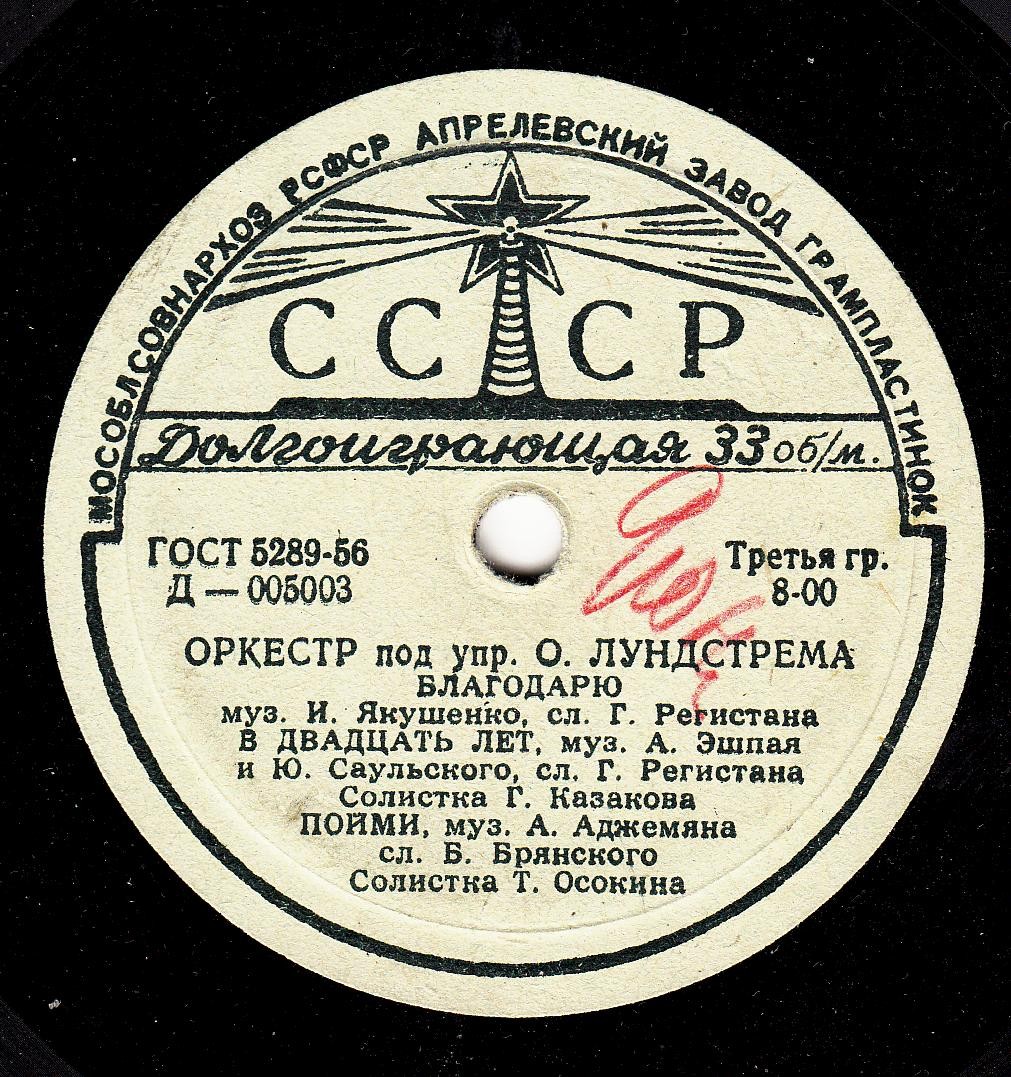 МОСОБЛСОВНАРХОЗ РСФСР АПРЕЛЕВСКИЙ ЗАВОД ГРАМПЛАСТИНОК
СССР
Долгоиграющая 33 об/м.
ГОСТ 5289-56
Д — 005003
Третья гр.
8-00
ОРКЕСТР под упр. О. ЛУНДСТРЕМА
БЛАГОДАРЮ
муз. И. Якушенко, сл. Г. Регистана
В ДВАДЦАТЬ ЛЕТ, муз. А. Эшпая
и Ю. Саульского, сл. Г. Регистана
Солистка Г. Казакова
ПОЙМИ, муз. А. Аджемяна
сл. Б. Брянского
Солистка Т. Осокина